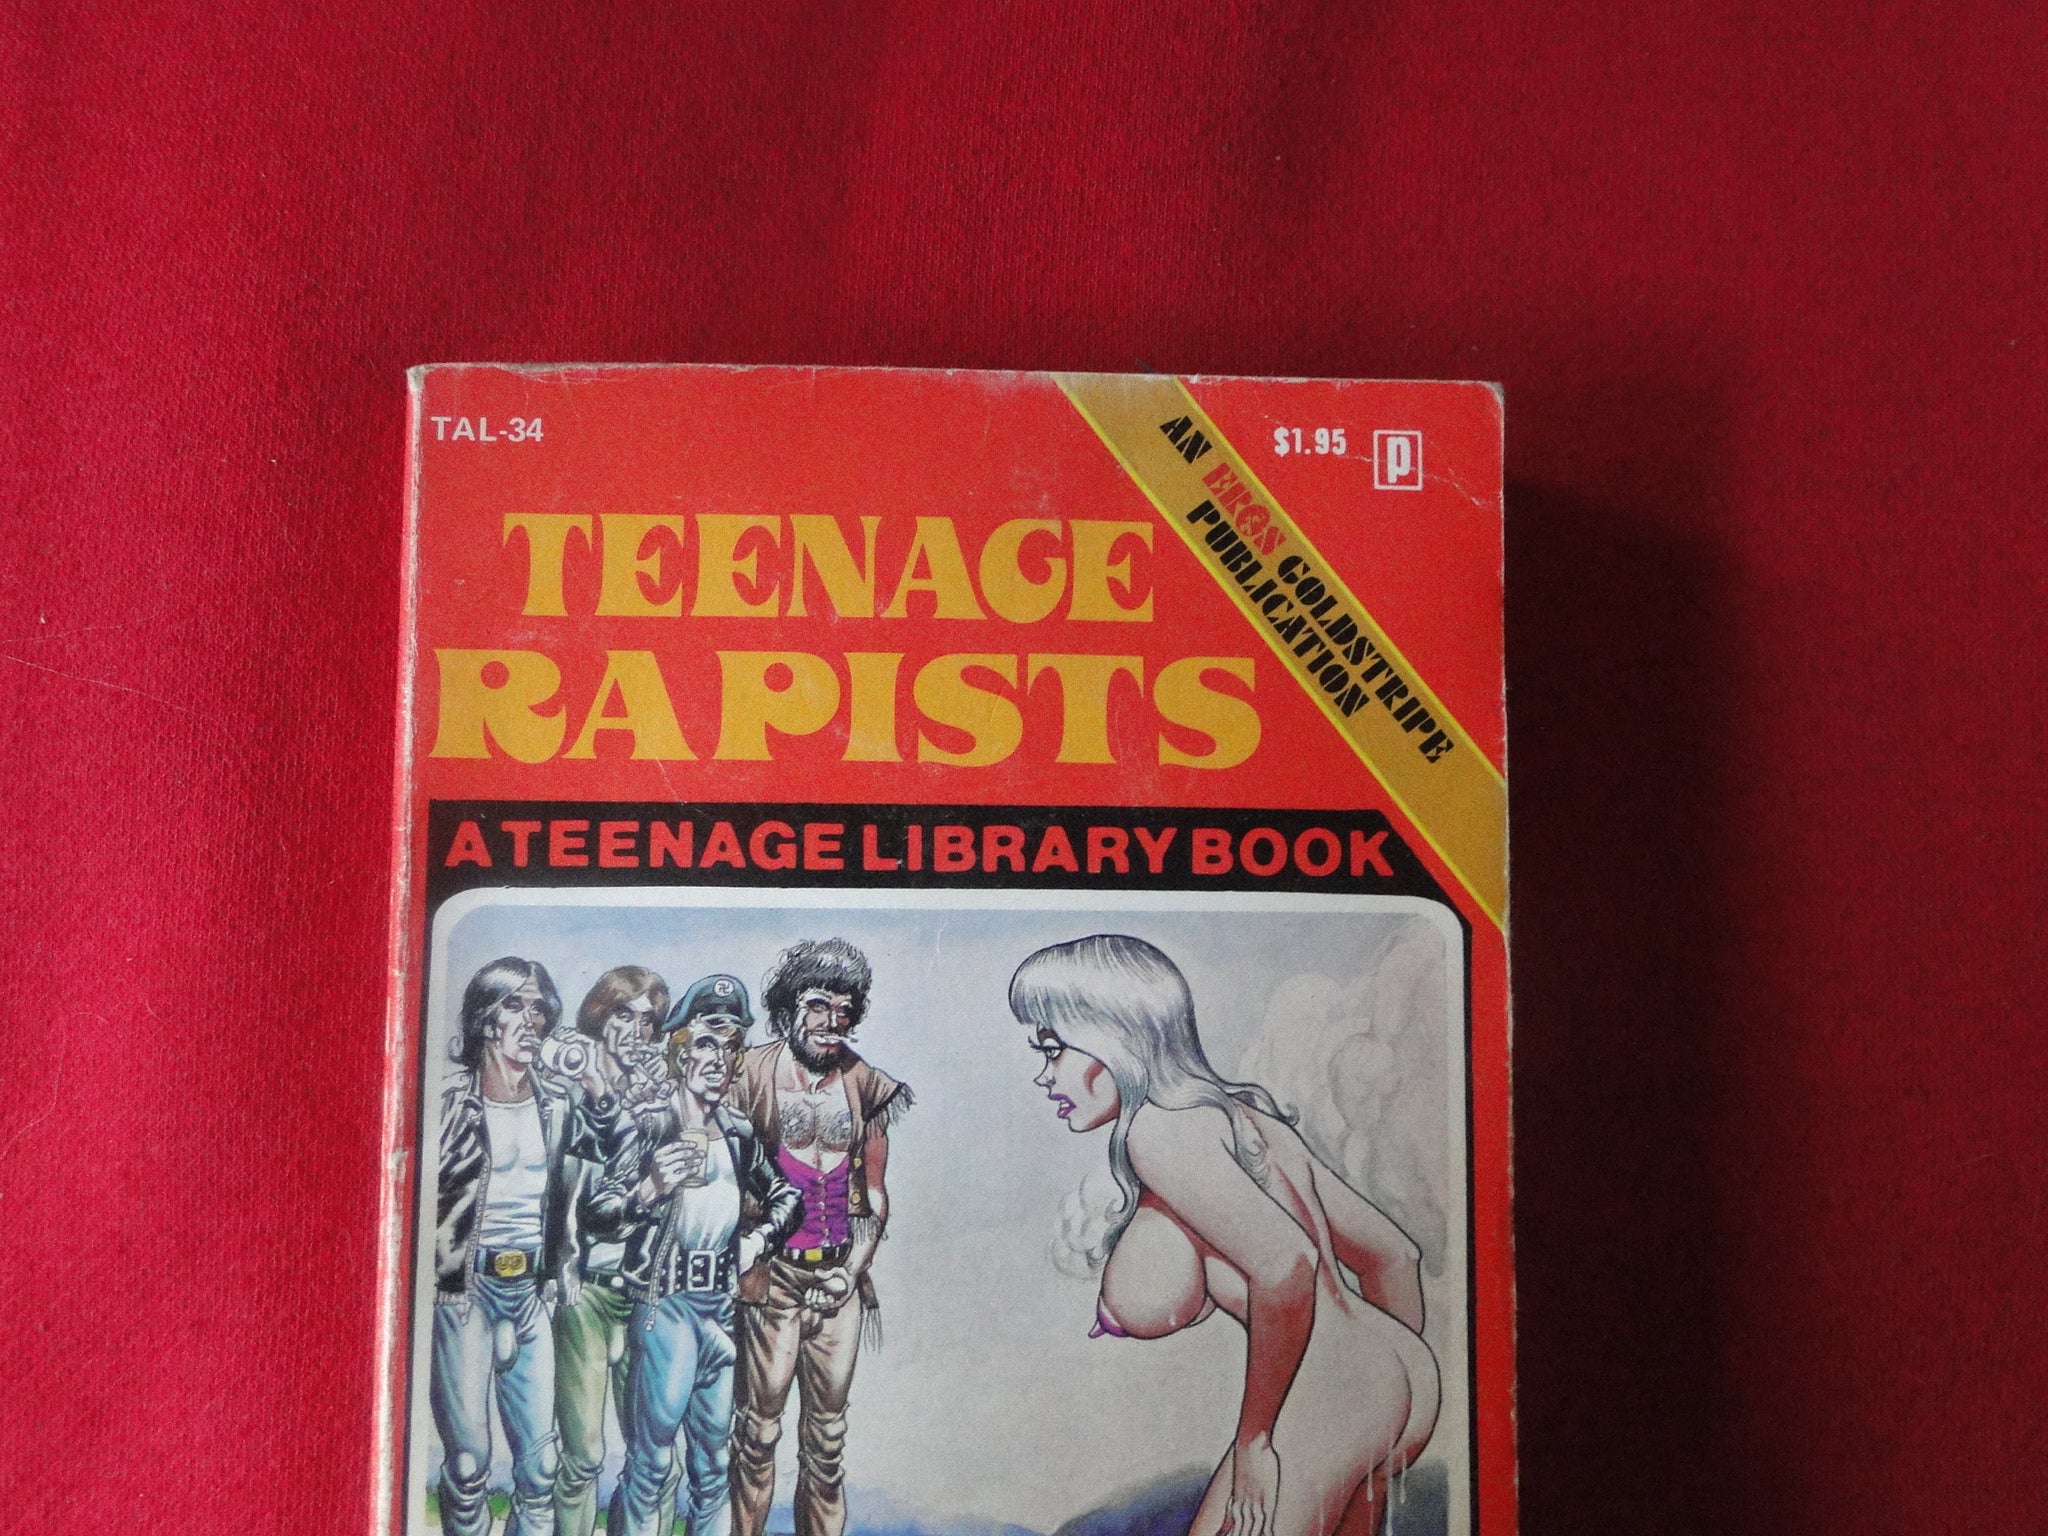 TAL-34
$1.95 p
AN EROS GOLDSTRIPE
PUBLICATION
TEENAGE
RAPISTS
A TEENAGE LIBRARY BOOK